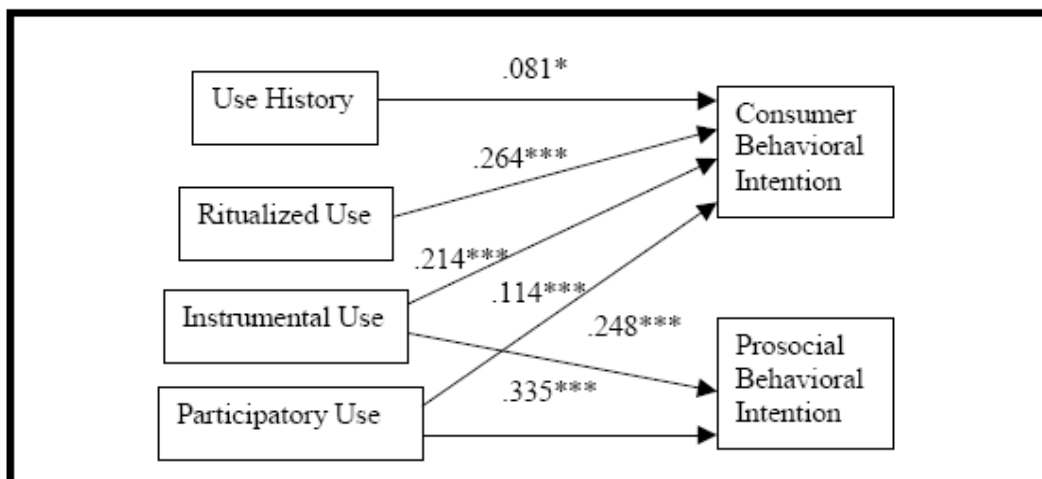 .081*
Use History
Consumer
Behavioral
Intention
.264***
Ritualized Use
.214***
.114***
Instrumental Use
.248***
Prosocial
Behavioral
Intention
.335***
Participatory Use